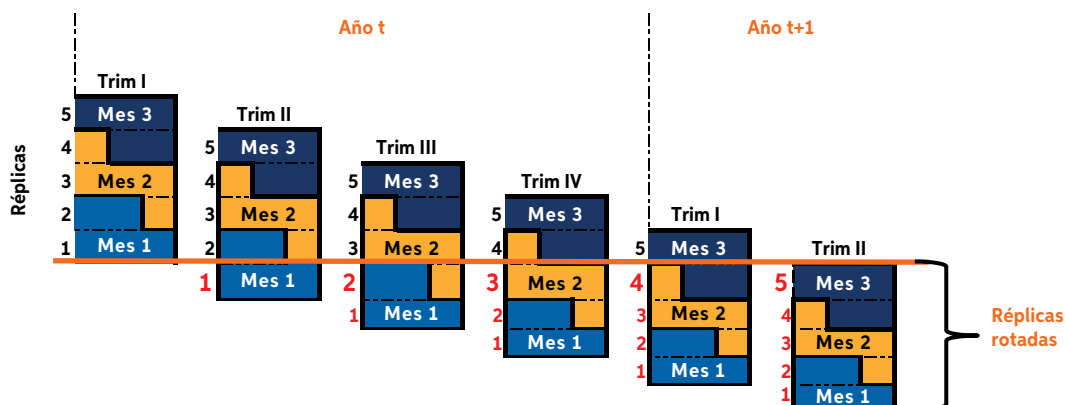 Año t
Año t+1
Réplicas
Trim I
5 Mes 3
4
3 Mes 2
2
1 Mes 1
Trim II
5 Mes 3
4
3 Mes 2
2
1 Mes 1
Trim III
5 Mes 3
4
3 Mes 2
2
1 Mes 1
Trim IV
5 Mes 3
4
3 Mes 2
2
1 Mes 1
Trim I
5 Mes 3
4
3 Mes 2
2
1 Mes 1
Trim II
5 Mes 3
4
3 Mes 2
2
1 Mes 1
Réplicas
rotadas